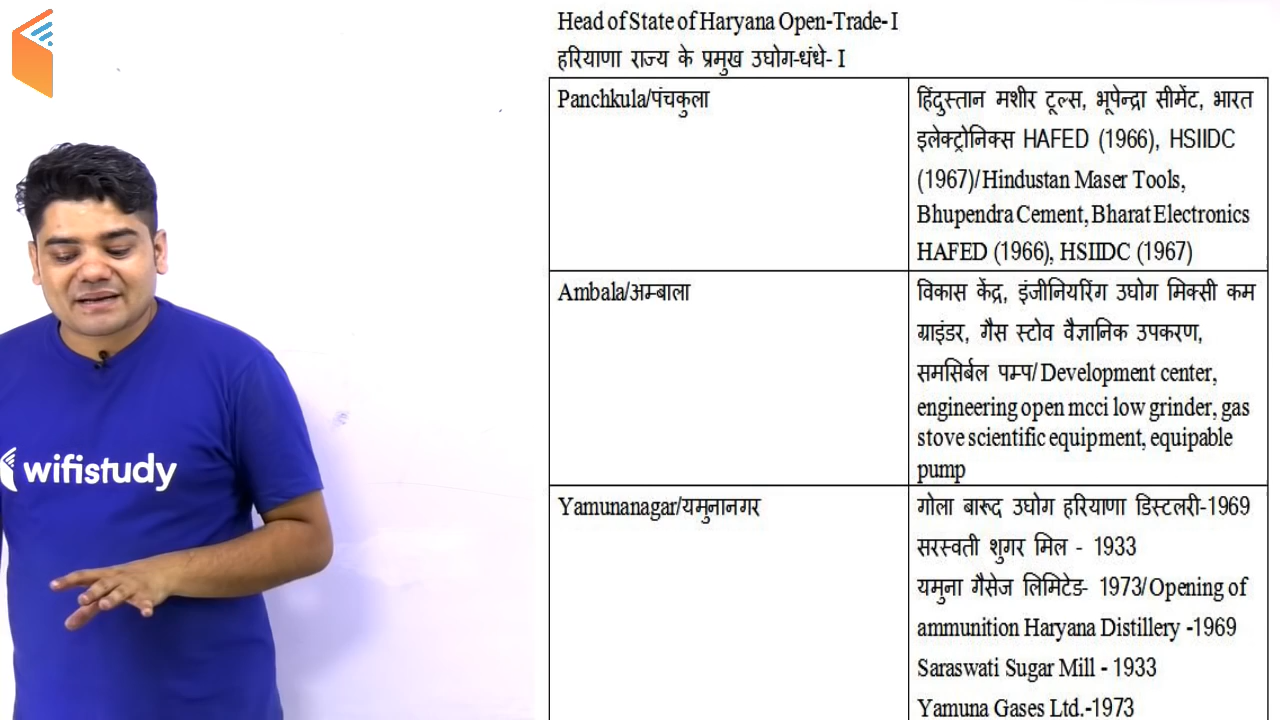 Head of State of Haryana Open-Trade- I
हरियाणा राज्य के प्रमुख उघोग-धंधे- I
Panchkula/पंचकुला
हिंदुस्तान मशीर टूल्स, भूपेन्द्रा सीमेंट, भारत
इलेक्ट्रोनिक्स HAFED (1966), HSIIDC
(1967)/Hindustan Maser Tools,
Bhupendra Cement, Bharat Electronics
HAFED (1966), HSIIDC (1967)
Ambala/अम्बाला
विकास केंद्र, इंजीनियरिंग उघोग मिक्सी कम
ग्राइंडर, गैस स्टोव वैज्ञानिक उपकरण,
समसिर्बल पम्प/ Development center,
engineering open mcci low grinder, gas
stove scientific equipment, equipable
pump
Yamunanagar/यमुनानगर
गोला बारूद उघोग हरियाणा डिस्टलरी-1969
सरस्वती शुगर मिल - 1933
यमुना गैसेज लिमिटेड- 1973/Opening of
ammunition Haryana Distillery -1969
Saraswati Sugar Mill - 1933
Yamuna Gases Ltd.-1973
wifistudy